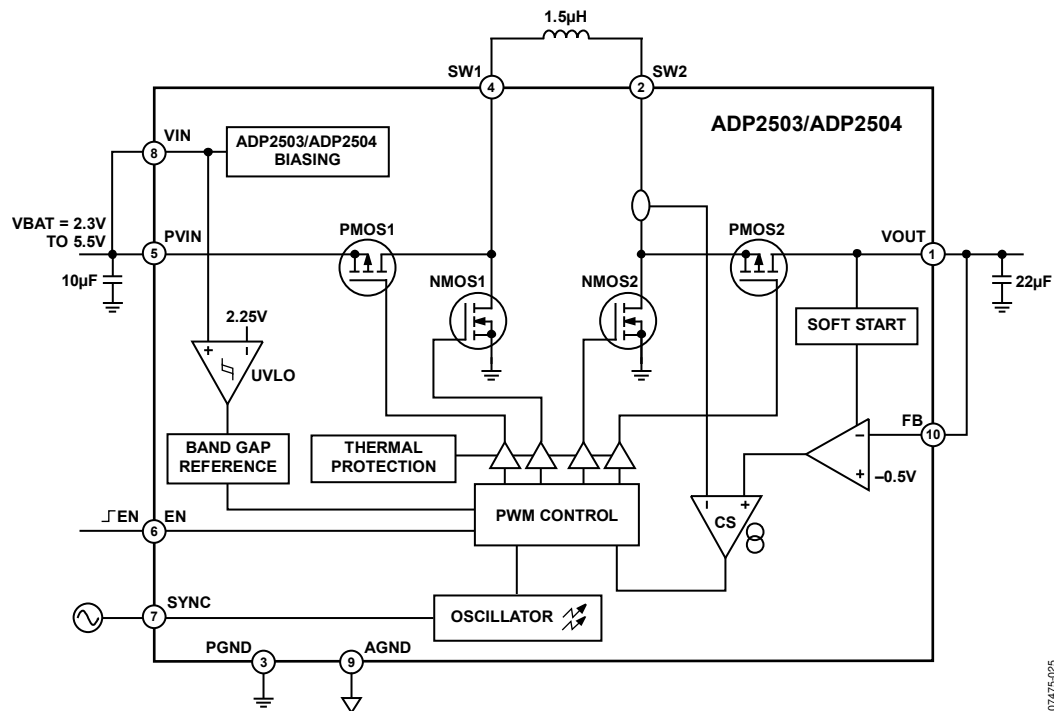 1.5µH
SW1
SW2
4
2
ADP2503/ADP2504
VIN
8
ADP2503/ADP2504
BIASING
VBAT = 2.3V
TO 5.5V
PVIN
5
PMOS1
PMOS2
VOUT
1
10µF
NMOS1
NMOS2
22µF
2.25V
SOFT START
+
–
UVLO
FB
10
BAND GAP
REFERENCE
THERMAL
PROTECTION
–
+
–0.5V
EN
EN
6
PWM CONTROL
–
+
CS
SYNC
7
OSCILLATOR
PGND
3
AGND
9
07475-025